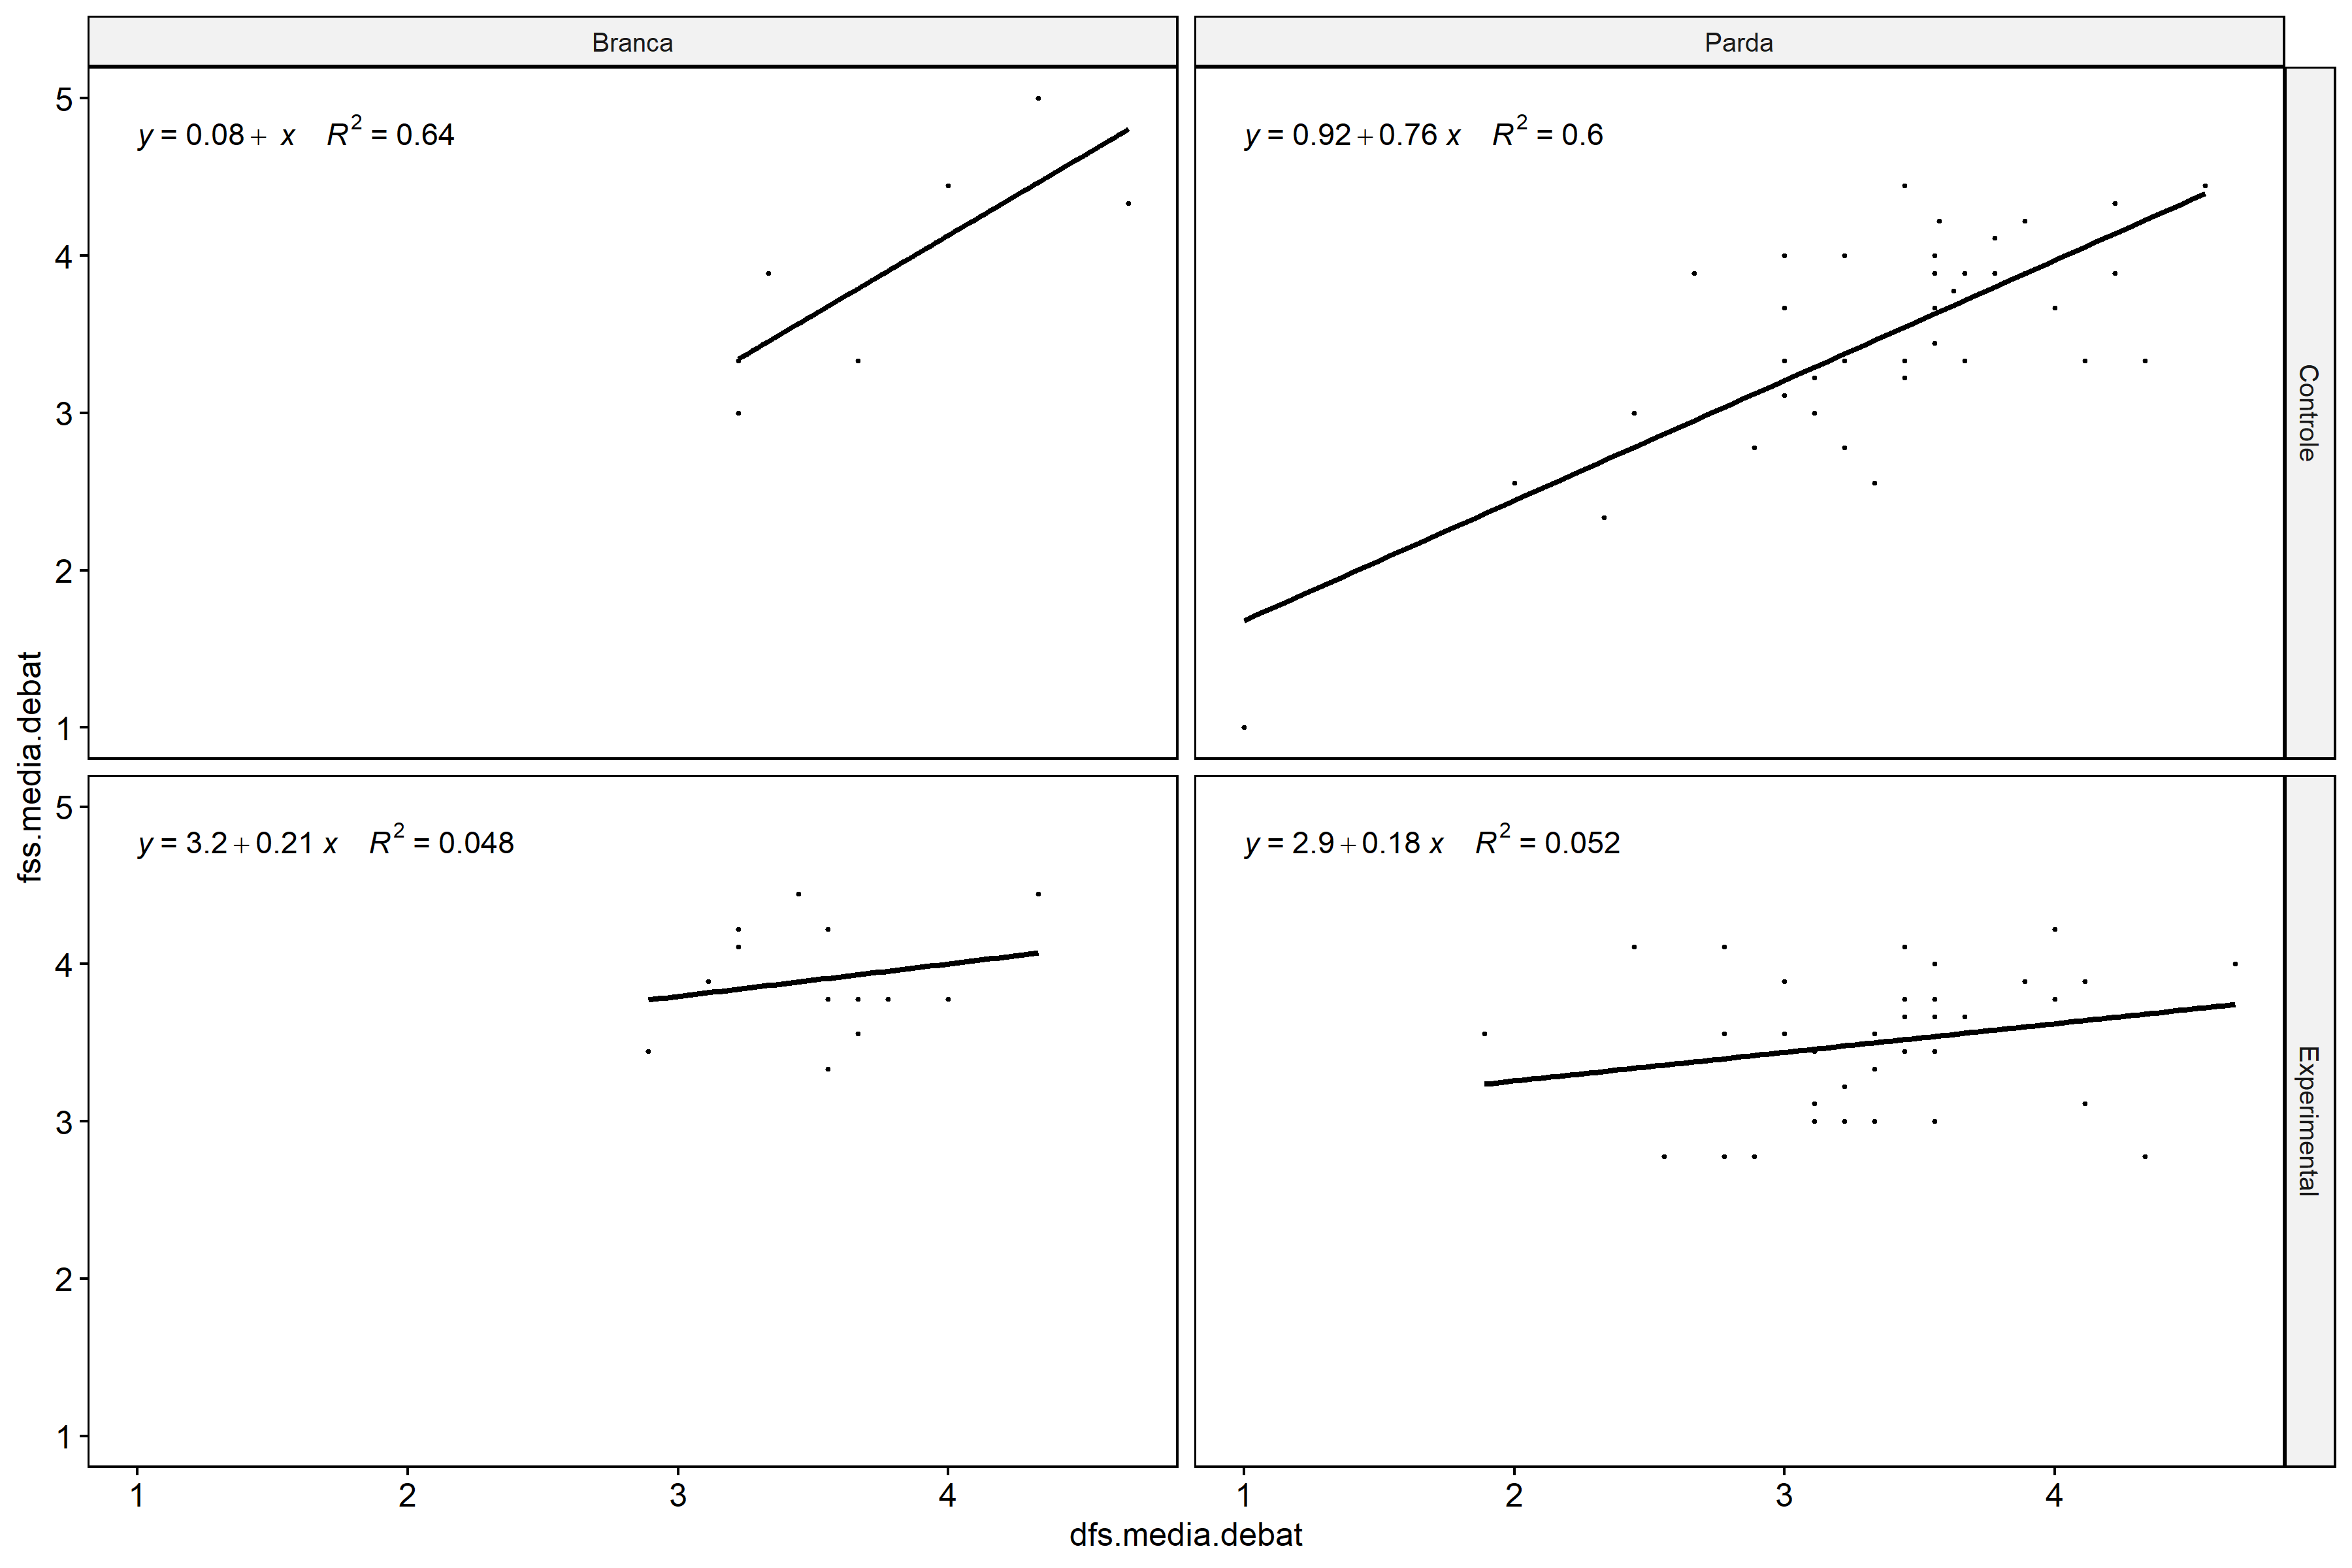 Branca
Parda
5
y = 0.08 + x R² = 0.64
y = 0.92 + 0.76 x R² = 0.6
4
3
2
1
Controle
fss.media.debat
5
y = 3.2 + 0.21 x R² = 0.048
y = 2.9 + 0.18 x R² = 0.052
4
3
2
1
Experimental
1 2 3 4
1 2 3 4
dfs.media.debat